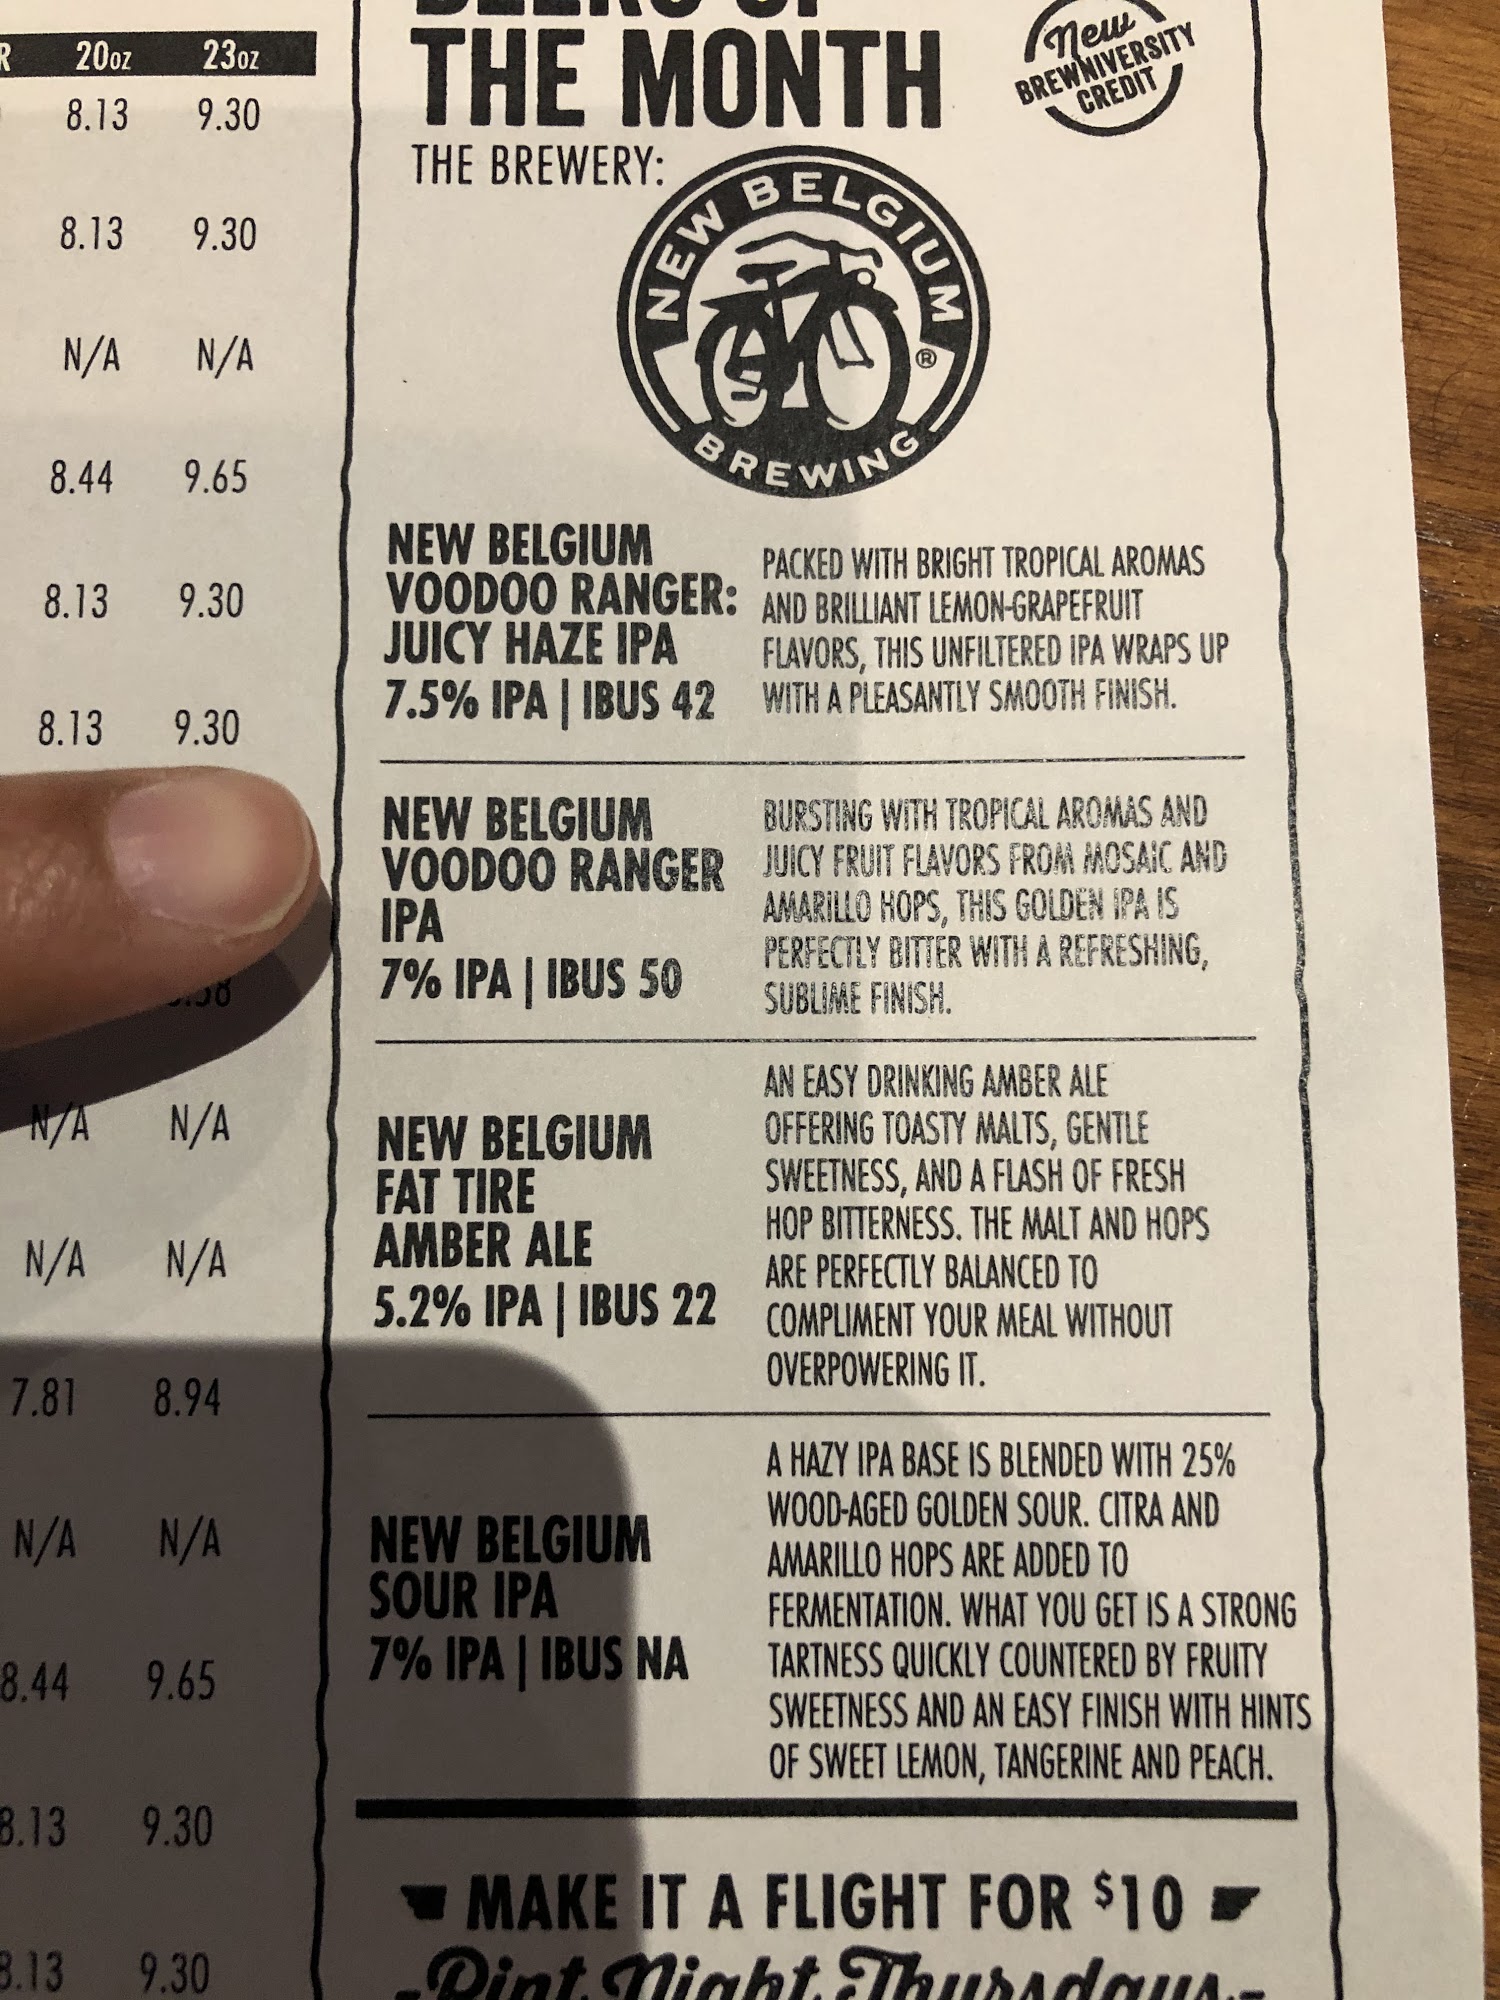 R 20oz 23oz
8.13 9.30
8.13 9.30
N/A N/A
8.44 9.65
8.13 9.30
8.13 9.30
N/A N/A
N/A N/A
7.81 8.94
N/A N/A
8.44 9.65
8.13 9.30
8.13 9.30
BEERS OF
THE MONTH
New
BREWNIVERSITY
CREDIT
THE BREWERY:
NEW BELGIUM
®
BREWING
NEW BELGIUM
VOODOO RANGER:
JUICY HAZE IPA
7.5% IPA | IBUS 42
PACKED WITH BRIGHT TROPICAL AROMAS
AND BRILLIANT LEMON-GRAPEFRUIT
FLAVORS, THIS UNFILTERED IPA WRAPS UP
WITH A PLEASANTLY SMOOTH FINISH.
NEW BELGIUM
VOODOO RANGER
IPA
7% IPA | IBUS 50
BURSTING WITH TROPICAL AROMAS AND
JUICY FRUIT FLAVORS FROM MOSAIC AND
AMARILLO HOPS, THIS GOLDEN IPA IS
PERFECTLY BITTER WITH A REFRESHING,
SUBLIME FINISH.
NEW BELGIUM
FAT TIRE
AMBER ALE
5.2% IPA | IBUS 22
AN EASY DRINKING AMBER ALE
OFFERING TOASTY MALTS, GENTLE
SWEETNESS, AND A FLASH OF FRESH
HOP BITTERNESS. THE MALT AND HOPS
ARE PERFECTLY BALANCED TO
COMPLIMENT YOUR MEAL WITHOUT
OVERPOWERING IT.
NEW BELGIUM
SOUR IPA
7% IPA | IBUS NA
A HAZY IPA BASE IS BLENDED WITH 25%
WOOD-AGED GOLDEN SOUR. CITRA AND
AMARILLO HOPS ARE ADDED TO
FERMENTATION. WHAT YOU GET IS A STRONG
TARTNESS QUICKLY COUNTERED BY FRUITY
SWEETNESS AND AN EASY FINISH WITH HINTS
OF SWEET LEMON, TANGERINE AND PEACH.
MAKE IT A FLIGHT FOR $10
-Pint Night Thursdays-